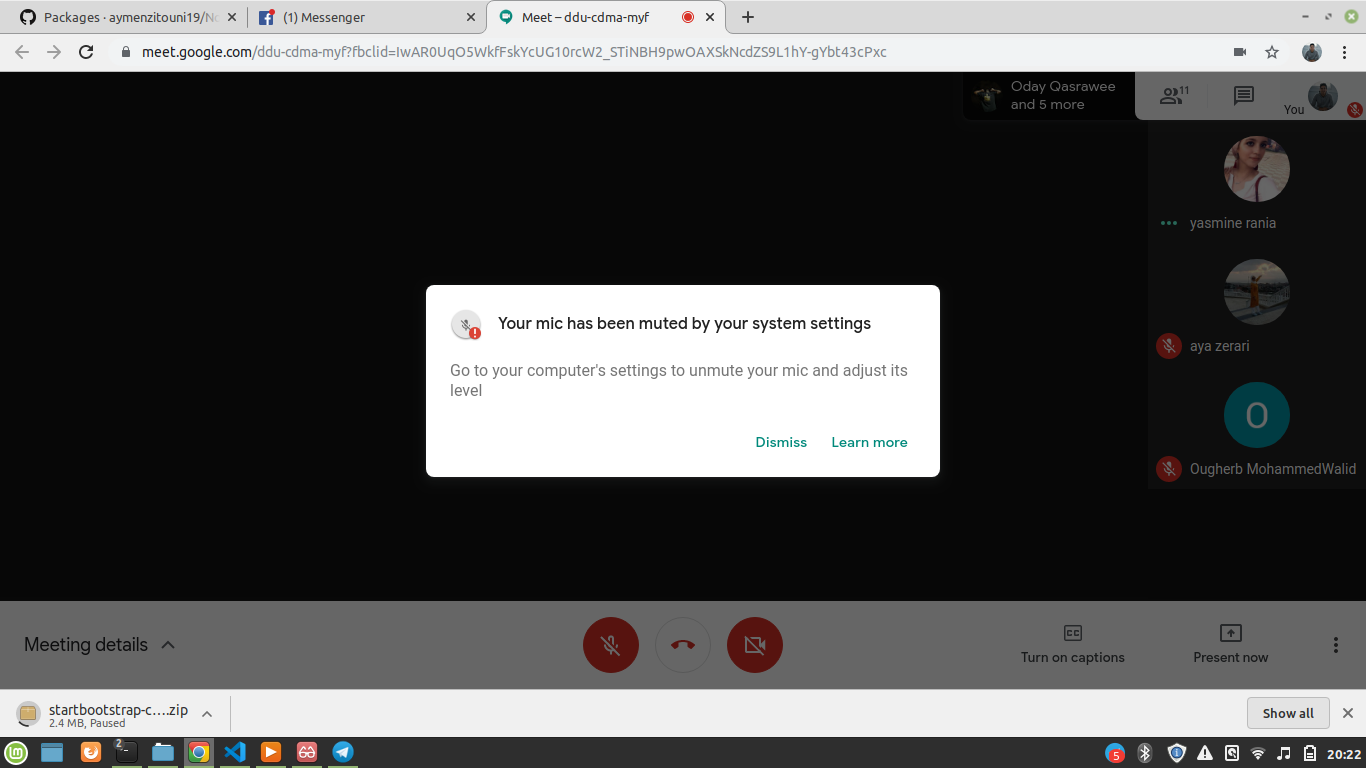 Packages · aymenzitouni19/No
(1) Messenger
Meet – ddu-cdma-myf
meet.google.com/ddu-cdma-myf?fbclid=IwAR0UqO5WkfFskYcUG10rcW2_STiNBH9pwOAXSkNcdZS9L1hY-gYbt43cPxc
Oday Qasrawee
and 5 more
11
You
yasmine rania
aya zerari
O
Ougherb MohammedWalid
Your mic has been muted by your system settings
Go to your computer's settings to unmute your mic and adjust its
level
Dismiss
Learn more
Meeting details
CC
Turn on captions
Present now
startbootstrap-c....zip
2.4 MB, Paused
Show all
2
5
20:22